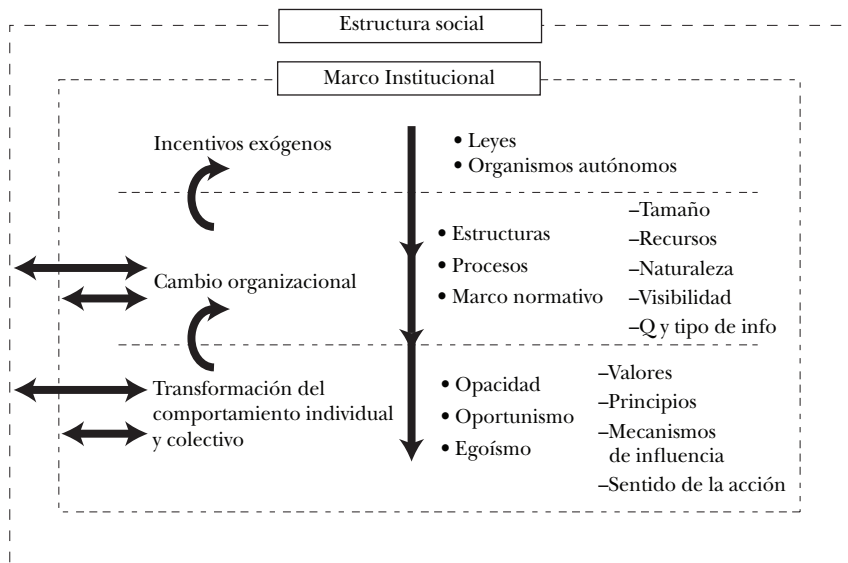 Estructura social
Marco Institucional
Incentivos exógenos
• Leyes
• Organismos autónomos
Cambio organizacional
• Estructuras
• Procesos
• Marco normativo
–Tamaño
–Recursos
–Naturaleza
–Visibilidad
–Q y tipo de info
Transformación del
comportamiento individual
y colectivo
• Opacidad
• Oportunismo
• Egoísmo
–Valores
–Principios
–Mecanismos
de influencia
–Sentido de la acción